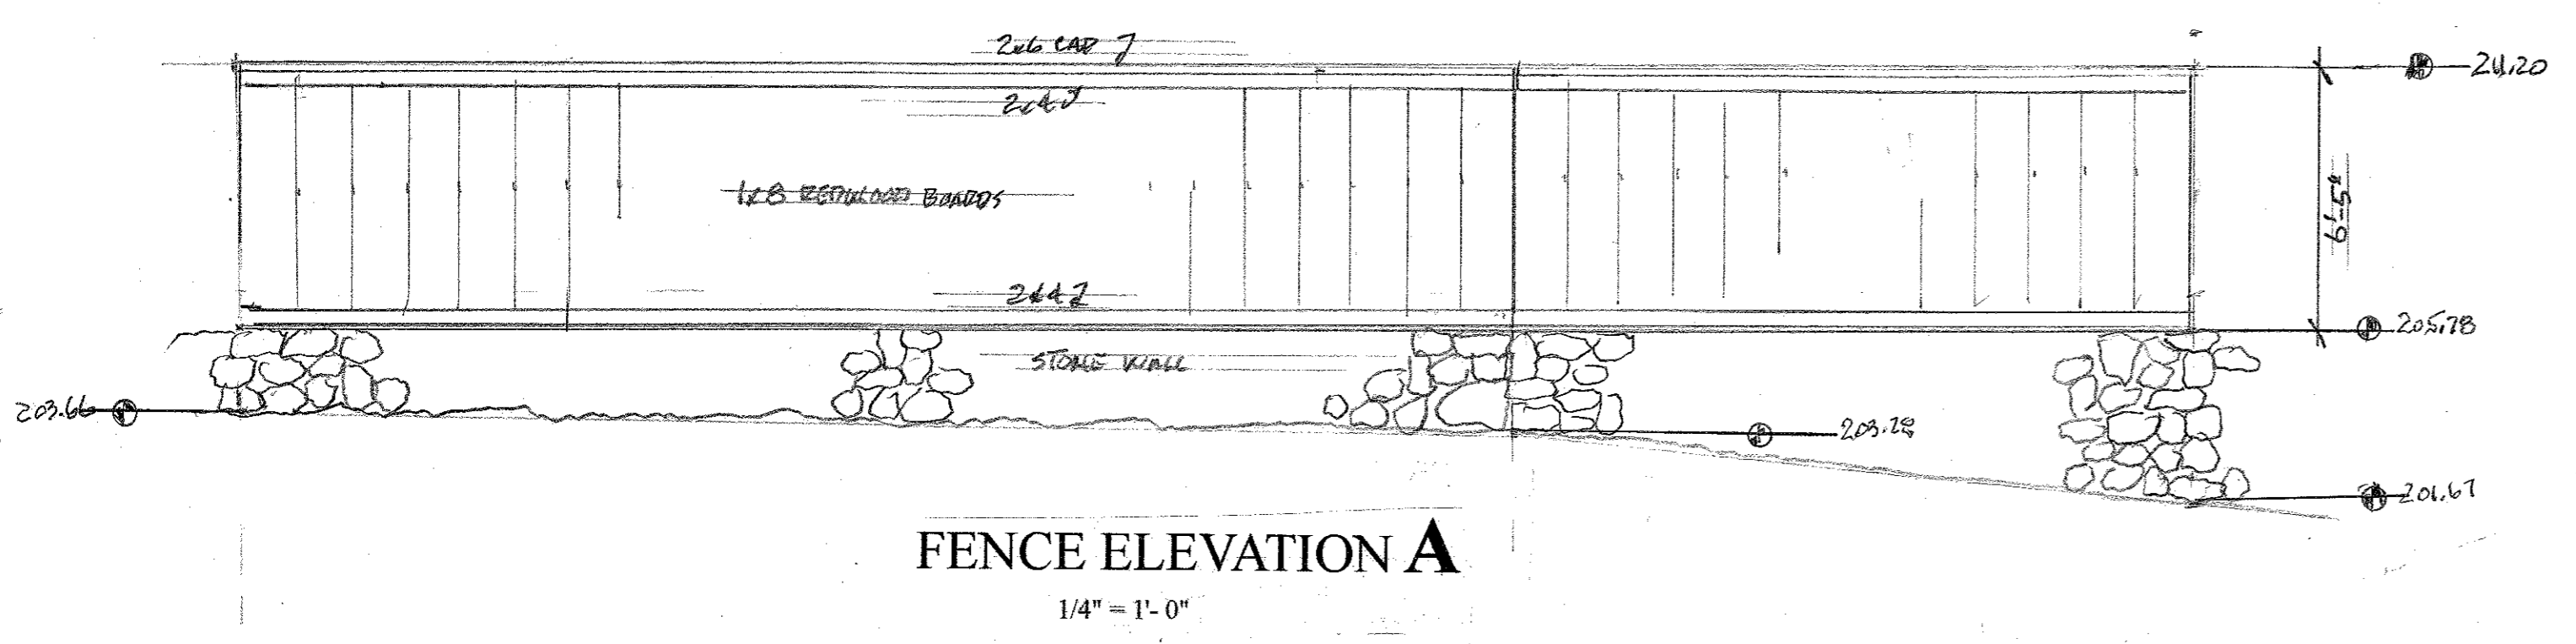 2x6 CAP
211.20
2x4
1x8 REDWOOD BOARDS
6'-5"
2x4
205.78
STONE WALL
203.66
203.28
201.67
FENCE ELEVATION A
1/4" = 1'- 0"